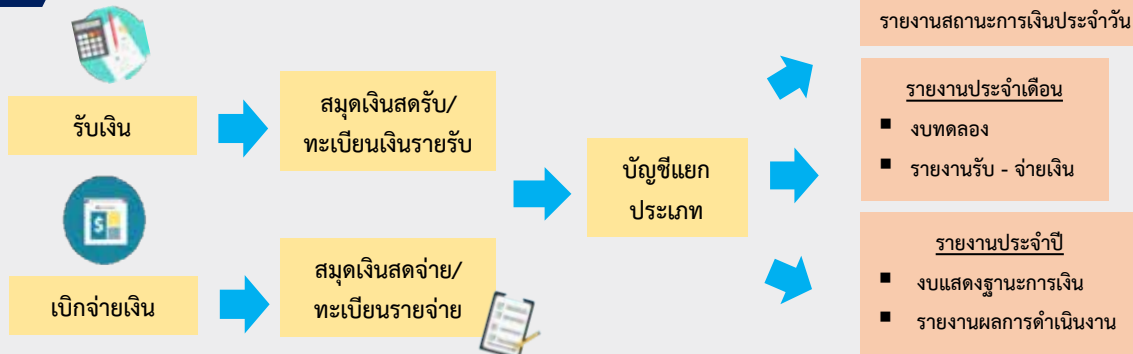 รับเงิน
สมุดเงินสดรับ/
ทะเบียนเงินรายรับ
เบิกจ่ายเงิน
สมุดเงินสดจ่าย/
ทะเบียนรายจ่าย
บัญชีแยก
ประเภท
รายงานสถานะการเงินประจำวัน
รายงานประจำเดือน
▪ งบทดลอง
▪ รายงานรับ - จ่ายเงิน
รายงานประจำปี
▪ งบแสดงฐานะการเงิน
▪ รายงานผลการดำเนินงาน